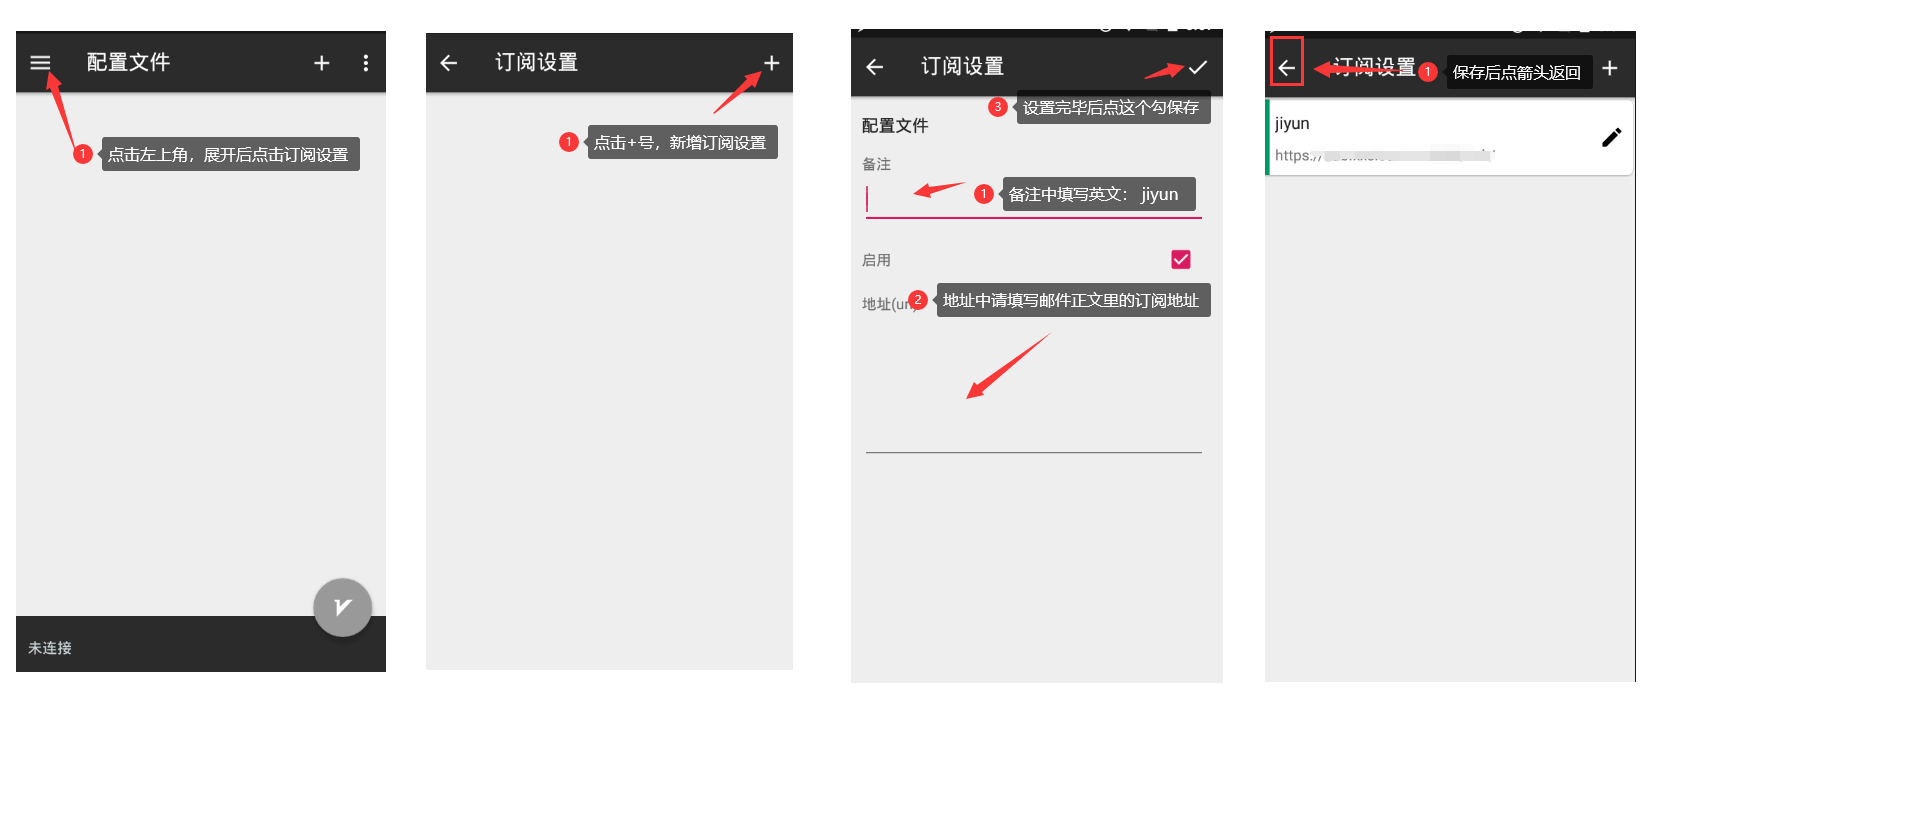 配置文件
1 点击左上角，展开后点击订阅设置
未连接
订阅设置
1 点击+号，新增订阅设置
订阅设置
3 设置完毕后点这个勾保存
配置文件
备注
1 备注中填写英文： jiyun
启用
地址(ur
2 地址中请填写邮件正文里的订阅地址
订阅设置
1 保存后点箭头返回
jiyun
https:/